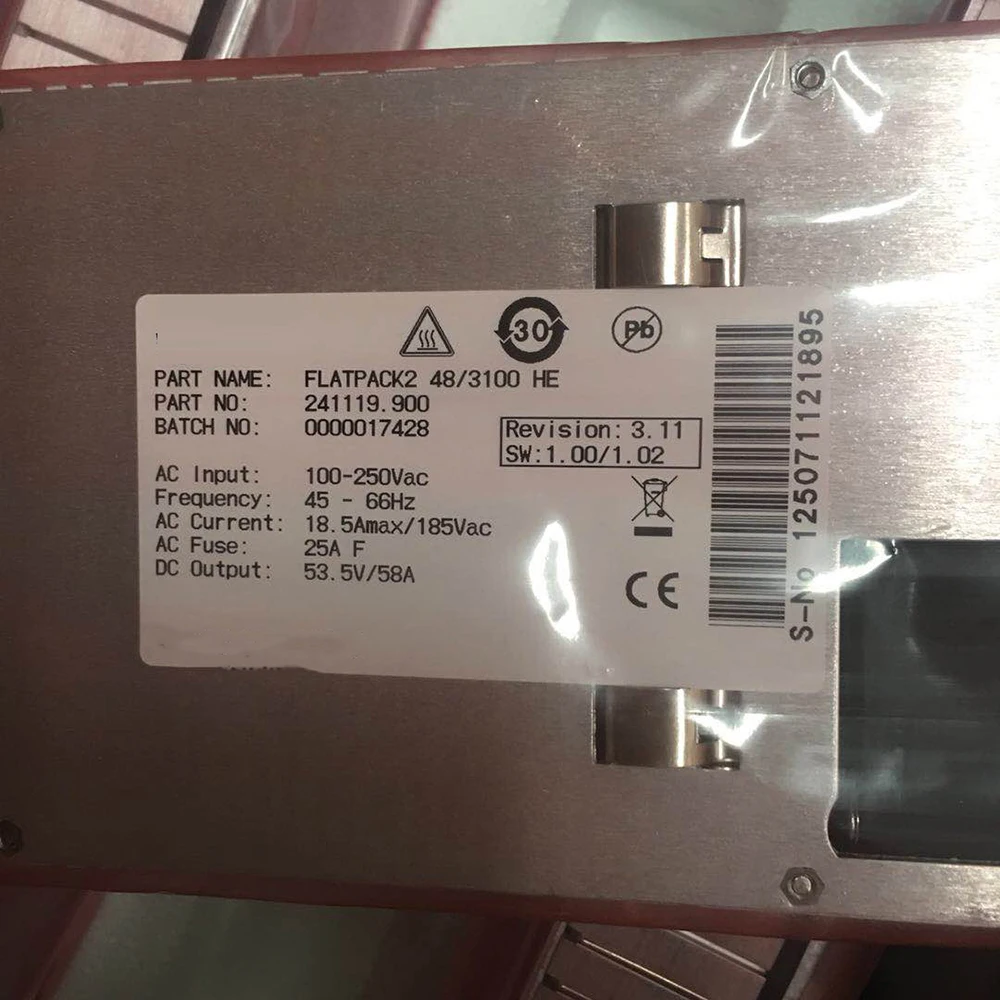 30
Pb
PART NAME: FLATPACK2 48/3100 HE
PART NO: 241119.900
BATCH NO: 0000017428
Revision: 3.11
SW:1.00/1.02
AC Input: 100-250Vac
Frequency: 45 - 66Hz
AC Current: 18.5Amax/185Vac
AC Fuse: 25A F
DC Output: 53.5V/58A
CE
S-No 125071121895